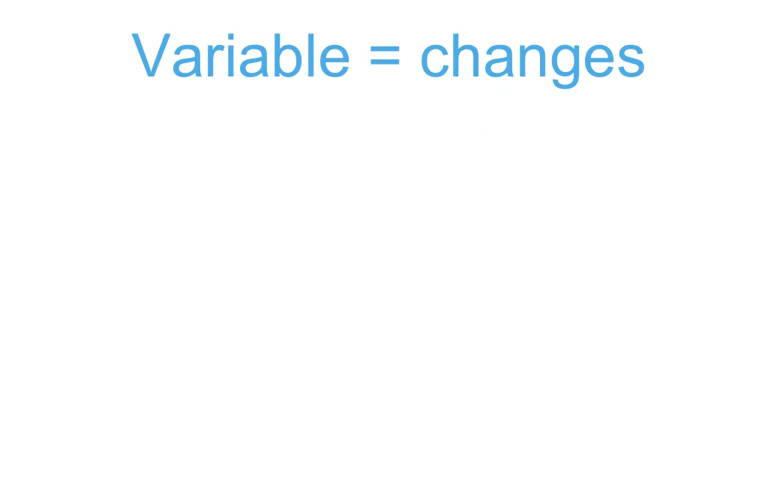 Variable = changes